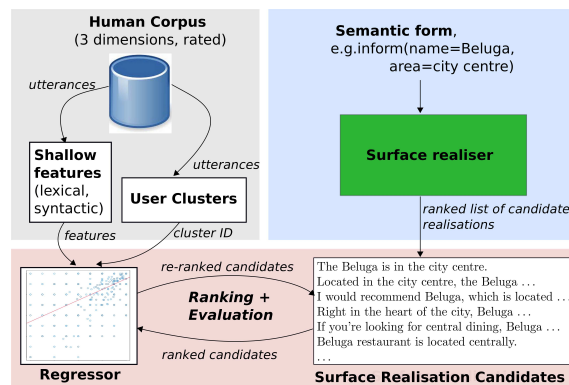 Human Corpus
(3 dimensions, rated)
utterances
utterances
Shallow
features
(lexical,
syntactic)
User Clusters
features
cluster ID
Semantic form,
e.g.inform(name=Beluga,
area=city centre)
Surface realiser
ranked list of candidate
realisations
re-ranked candidates
Ranking +
Evaluation
ranked candidates
Regressor
The Beluga is in the city centre.
Located in the city centre, the Beluga ...
I would recommend Beluga, which is located ...
Right in the heart of the city, Beluga ...
If you're looking for central dining, Beluga ...
Beluga restaurant is located centrally.
...
Surface Realisation Candidates